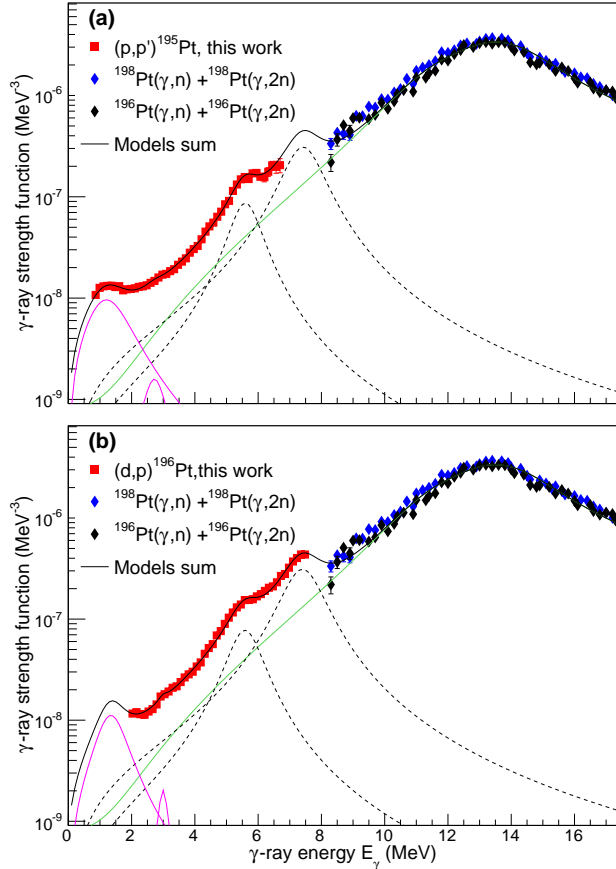 (a)
(p,p')¹⁹⁵Pt, this work
¹⁹⁸Pt(γ,n) +¹⁹⁸Pt(γ,2n)
¹⁹⁶Pt(γ,n) +¹⁹⁶Pt(γ,2n)
Models sum
γ-ray strength function (MeV⁻³)
10⁻⁶
10⁻⁷
10⁻⁸
10⁻⁹
(b)
(d,p)¹⁹⁶Pt,this work
¹⁹⁸Pt(γ,n) +¹⁹⁸Pt(γ,2n)
¹⁹⁶Pt(γ,n) +¹⁹⁶Pt(γ,2n)
Models sum
γ-ray strength function (MeV⁻³)
10⁻⁶
10⁻⁷
10⁻⁸
10⁻⁹
0 2 4 6 8 10 12 14 16
γ-ray energy E_γ (MeV)